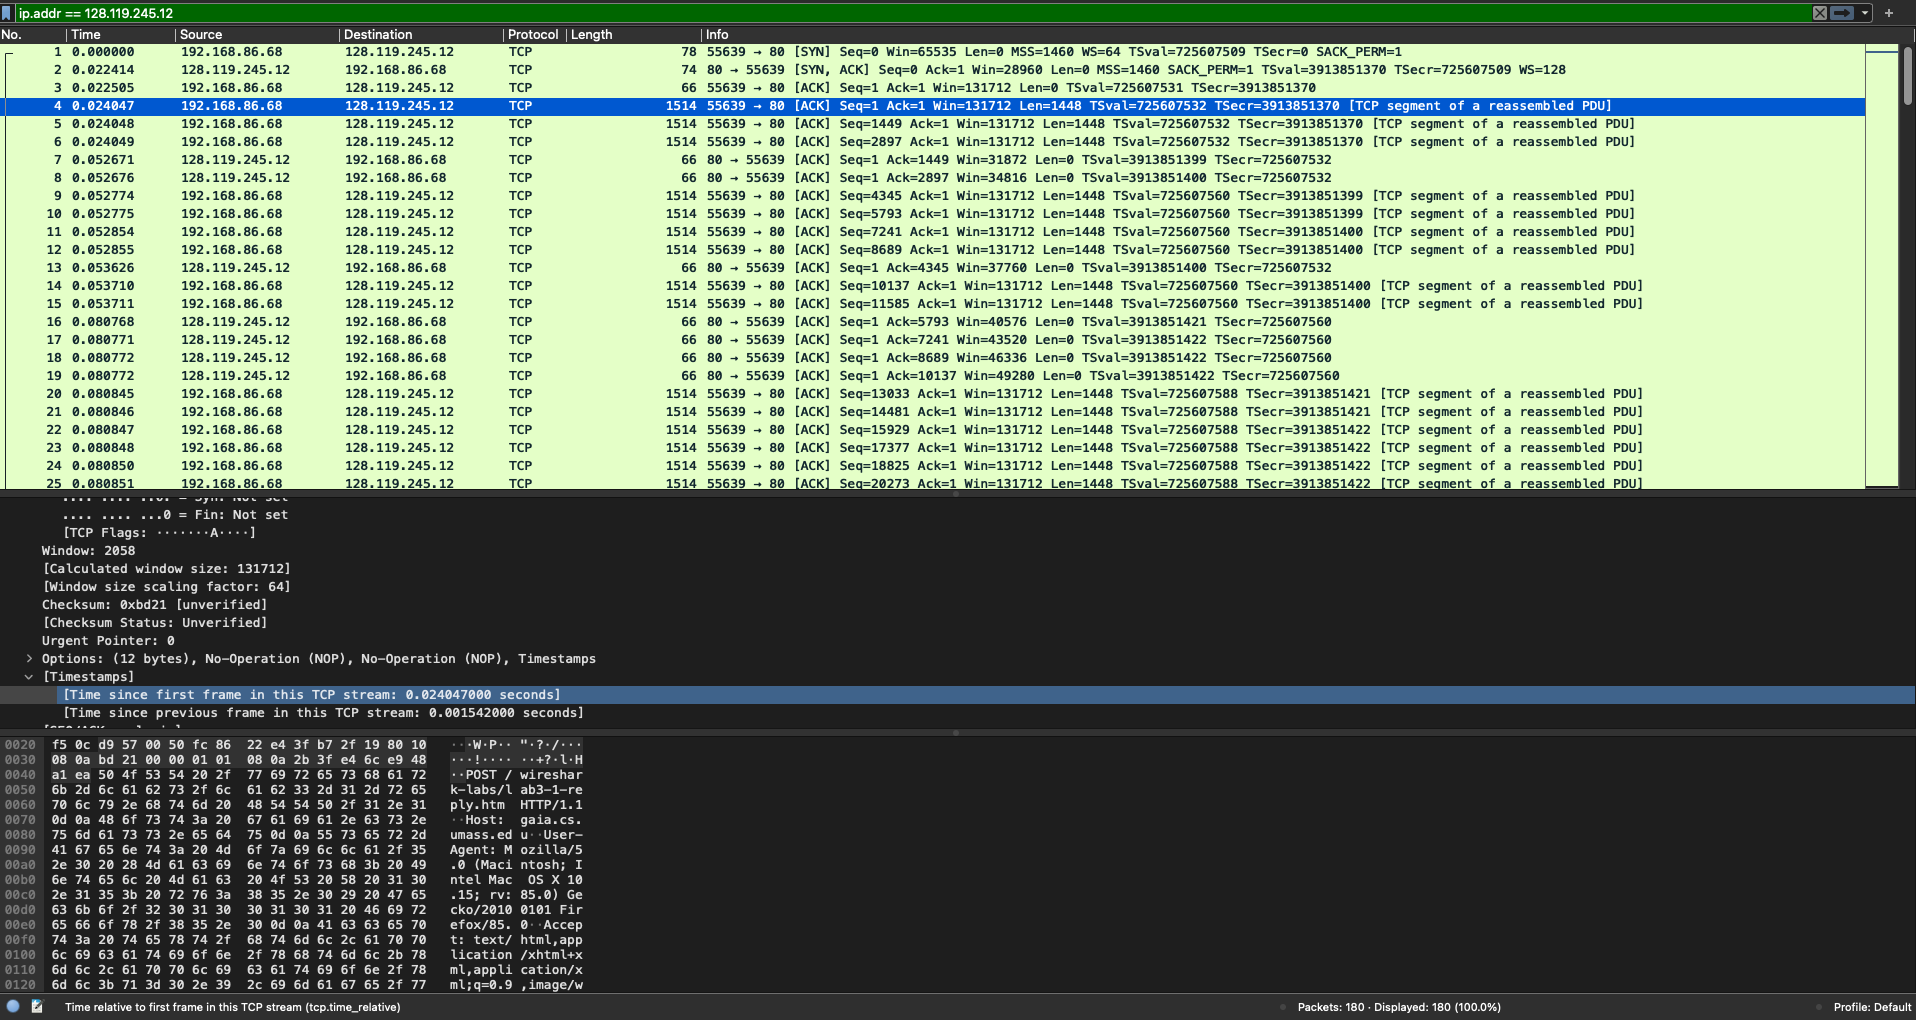 ip.addr == 128.119.245.12
No. Time Source Destination Protocol Length Info
1 0.000000 192.168.86.68 128.119.245.12 TCP 78 55639 → 80 [SYN] Seq=0 Win=65535 Len=0 MSS=1460 WS=64 TSval=725607509 TSecr=0 SACK_PERM=1
2 0.022414 128.119.245.12 192.168.86.68 TCP 74 80 → 55639 [SYN, ACK] Seq=0 Ack=1 Win=28960 Len=0 MSS=1460 SACK_PERM=1 TSval=3913851370 TSecr=725607509 WS=128
3 0.022505 192.168.86.68 128.119.245.12 TCP 66 55639 → 80 [ACK] Seq=1 Ack=1 Win=131712 Len=0 TSval=725607531 TSecr=3913851370
4 0.024047 192.168.86.68 128.119.245.12 TCP 1514 55639 → 80 [ACK] Seq=1 Ack=1 Win=131712 Len=1448 TSval=725607532 TSecr=3913851370 [TCP segment of a reassembled PDU]
5 0.024048 192.168.86.68 128.119.245.12 TCP 1514 55639 → 80 [ACK] Seq=1449 Ack=1 Win=131712 Len=1448 TSval=725607532 TSecr=3913851370 [TCP segment of a reassembled PDU]
6 0.024049 192.168.86.68 128.119.245.12 TCP 1514 55639 → 80 [ACK] Seq=2897 Ack=1 Win=131712 Len=1448 TSval=725607532 TSecr=3913851370 [TCP segment of a reassembled PDU]
7 0.052671 128.119.245.12 192.168.86.68 TCP 66 80 → 55639 [ACK] Seq=1 Ack=1449 Win=31872 Len=0 TSval=3913851399 TSecr=725607532
8 0.052676 128.119.245.12 192.168.86.68 TCP 66 80 → 55639 [ACK] Seq=1 Ack=2897 Win=34816 Len=0 TSval=3913851400 TSecr=725607532
9 0.052774 192.168.86.68 128.119.245.12 TCP 1514 55639 → 80 [ACK] Seq=4345 Ack=1 Win=131712 Len=1448 TSval=725607560 TSecr=3913851399 [TCP segment of a reassembled PDU]
10 0.052775 192.168.86.68 128.119.245.12 TCP 1514 55639 → 80 [ACK] Seq=5793 Ack=1 Win=131712 Len=1448 TSval=725607560 TSecr=3913851399 [TCP segment of a reassembled PDU]
11 0.052854 192.168.86.68 128.119.245.12 TCP 1514 55639 → 80 [ACK] Seq=7241 Ack=1 Win=131712 Len=1448 TSval=725607560 TSecr=3913851400 [TCP segment of a reassembled PDU]
12 0.052855 192.168.86.68 128.119.245.12 TCP 1514 55639 → 80 [ACK] Seq=8689 Ack=1 Win=131712 Len=1448 TSval=725607560 TSecr=3913851400 [TCP segment of a reassembled PDU]
13 0.053626 128.119.245.12 192.168.86.68 TCP 66 80 → 55639 [ACK] Seq=1 Ack=4345 Win=37760 Len=0 TSval=3913851400 TSecr=725607532
14 0.053710 192.168.86.68 128.119.245.12 TCP 1514 55639 → 80 [ACK] Seq=10137 Ack=1 Win=131712 Len=1448 TSval=725607560 TSecr=3913851400 [TCP segment of a reassembled PDU]
15 0.053711 192.168.86.68 128.119.245.12 TCP 1514 55639 → 80 [ACK] Seq=11585 Ack=1 Win=131712 Len=1448 TSval=725607560 TSecr=3913851400 [TCP segment of a reassembled PDU]
16 0.080768 128.119.245.12 192.168.86.68 TCP 66 80 → 55639 [ACK] Seq=1 Ack=5793 Win=40576 Len=0 TSval=3913851421 TSecr=725607560
17 0.080771 128.119.245.12 192.168.86.68 TCP 66 80 → 55639 [ACK] Seq=1 Ack=7241 Win=43520 Len=0 TSval=3913851422 TSecr=725607560
18 0.080772 128.119.245.12 192.168.86.68 TCP 66 80 → 55639 [ACK] Seq=1 Ack=8689 Win=46336 Len=0 TSval=3913851422 TSecr=725607560
19 0.080772 128.119.245.12 192.168.86.68 TCP 66 80 → 55639 [ACK] Seq=1 Ack=10137 Win=49280 Len=0 TSval=3913851422 TSecr=725607560
20 0.080845 192.168.86.68 128.119.245.12 TCP 1514 55639 → 80 [ACK] Seq=13033 Ack=1 Win=131712 Len=1448 TSval=725607588 TSecr=3913851421 [TCP segment of a reassembled PDU]
21 0.080846 192.168.86.68 128.119.245.12 TCP 1514 55639 → 80 [ACK] Seq=14481 Ack=1 Win=131712 Len=1448 TSval=725607588 TSecr=3913851421 [TCP segment of a reassembled PDU]
22 0.080847 192.168.86.68 128.119.245.12 TCP 1514 55639 → 80 [ACK] Seq=15929 Ack=1 Win=131712 Len=1448 TSval=725607588 TSecr=3913851422 [TCP segment of a reassembled PDU]
23 0.080848 192.168.86.68 128.119.245.12 TCP 1514 55639 → 80 [ACK] Seq=17377 Ack=1 Win=131712 Len=1448 TSval=725607588 TSecr=3913851422 [TCP segment of a reassembled PDU]
24 0.080850 192.168.86.68 128.119.245.12 TCP 1514 55639 → 80 [ACK] Seq=18825 Ack=1 Win=131712 Len=1448 TSval=725607588 TSecr=3913851422 [TCP segment of a reassembled PDU]
25 0.080851 192.168.86.68 128.119.245.12 TCP 1514 55639 → 80 [ACK] Seq=20273 Ack=1 Win=131712 Len=1448 TSval=725607588 TSecr=3913851422 [TCP segment of a reassembled PDU]
.... .... ..0. = Syn: Not set
.... .... ...0 = Fin: Not set
[TCP Flags: ·······A····]
Window: 2058
[Calculated window size: 131712]
[Window size scaling factor: 64]
Checksum: 0xbd21 [unverified]
[Checksum Status: Unverified]
Urgent Pointer: 0
Options: (12 bytes), No-Operation (NOP), No-Operation (NOP), Timestamps
[Timestamps]
[Time since first frame in this TCP stream: 0.024047000 seconds]
[Time since previous frame in this TCP stream: 0.001542000 seconds]
0020 f5 0c d9 57 00 50 fc 86 22 e4 3f b7 2f 19 80 10 ···W·P·· "·?·/···
0030 08 0a bd 21 00 00 01 01 08 0a 2b 3f e4 6c e9 48 ···!···· ··+?·l·H
0040 a1 ea 50 4f 53 54 20 2f 77 69 72 65 73 68 61 72 ··POST / wireshar
0050 6b 2d 6c 61 62 73 2f 6c 61 62 33 2d 31 2d 72 65 k-labs/l ab3-1-re
0060 70 6c 79 2e 68 74 6d 20 48 54 54 50 2f 31 2e 31 ply.htm HTTP/1.1
0070 0d 0a 48 6f 73 74 3a 20 67 61 69 61 2e 63 73 2e ··Host: gaia.cs.
0080 75 6d 61 73 73 2e 65 64 75 0d 0a 55 73 65 72 2d umass.ed u··User-
0090 41 67 65 6e 74 3a 20 4d 6f 7a 69 6c 6c 61 2f 35 Agent: M ozilla/5
00a0 2e 30 20 28 4d 61 63 69 6e 74 6f 73 68 3b 20 49 .0 (Maci ntosh; I
00b0 6e 74 65 6c 20 4d 61 63 20 4f 53 20 58 20 31 30 ntel Mac OS X 10
00c0 2e 31 35 3b 20 72 76 3a 38 35 2e 30 29 20 47 65 .15; rv: 85.0) Ge
00d0 63 6b 6f 2f 32 30 31 30 30 31 30 31 20 46 69 72 cko/2010 0101 Fir
00e0 65 66 6f 78 2f 38 35 2e 30 0d 0a 41 63 63 65 70 efox/85. 0··Accep
00f0 74 3a 20 74 65 78 74 2f 68 74 6d 6c 2c 61 70 70 t: text/ html,app
0100 6c 69 63 61 74 69 6f 6e 2f 78 68 74 6d 6c 2b 78 lication /xhtml+x
0110 6d 6c 2c 61 70 70 6c 69 63 61 74 69 6f 6e 2f 78 ml,appli cation/x
0120 6d 6c 3b 71 3d 30 2e 39 2c 69 6d 61 67 65 2f 77 ml;q=0.9 ,image/w
Time relative to first frame in this TCP stream (tcp.time_relative) Packets: 180 · Displayed: 180 (100.0%) Profile: Default